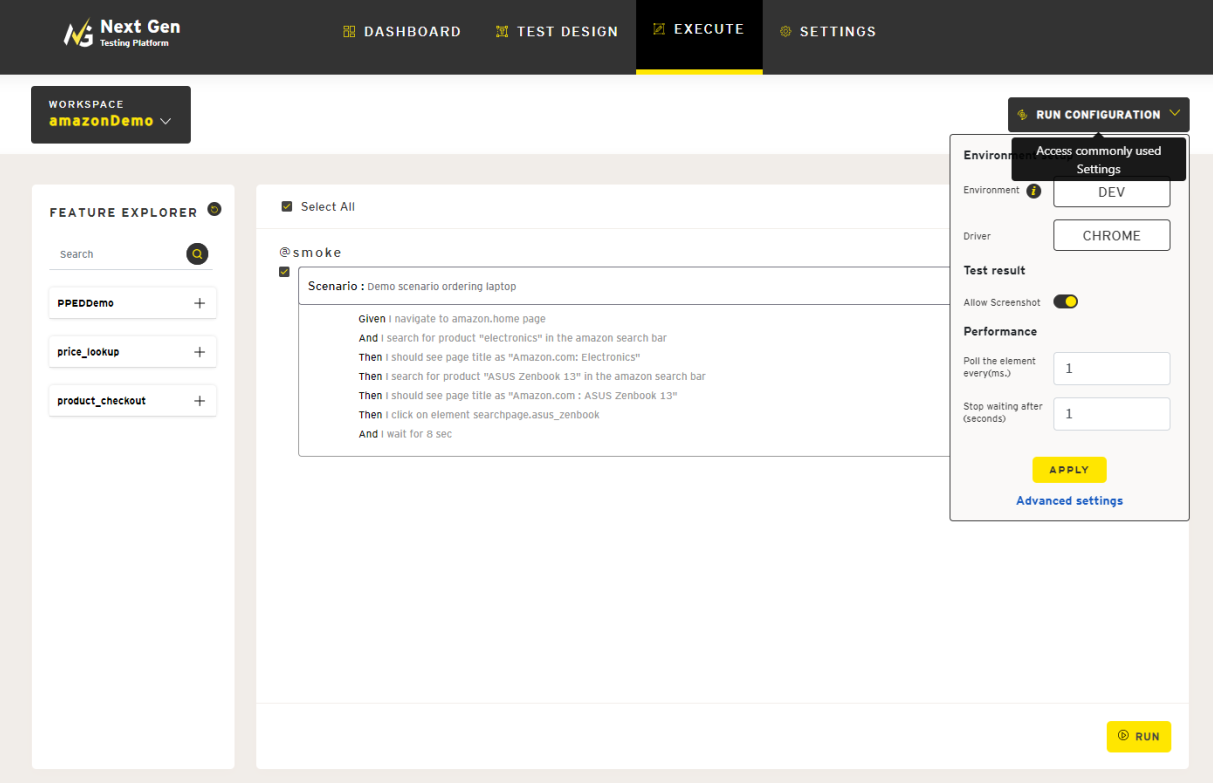 Next Gen
Testing Platform
DASHBOARD
TEST DESIGN
EXECUTE
SETTINGS
WORKSPACE
amazonDemo
RUN CONFIGURATION
Access commonly used
Settings
FEATURE EXPLORER
Search
PPEDDemo
price_lookup
product_checkout
Select All
@smoke
Scenario : Demo scenario ordering laptop
Given I navigate to amazon.home page
And I search for product "electronics" in the amazon search bar
Then I should see page title as "Amazon.com: Electronics"
Then I search for product "ASUS Zenbook 13" in the amazon search bar
Then I should see page title as "Amazon.com : ASUS Zenbook 13"
Then I click on element searchpage.asus_zenbook
And I wait for 8 sec
Environment
Environment i
DEV
Driver
CHROME
Test result
Allow Screenshot
Performance
Poll the element
every(ms.)
1
Stop waiting after
(seconds)
1
APPLY
Advanced settings
RUN